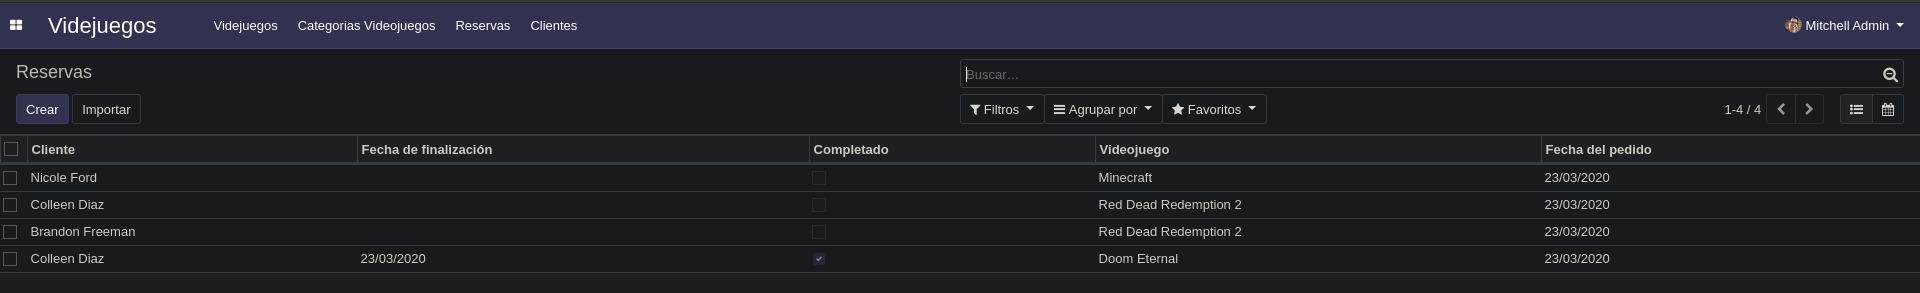 Videjuegos Videjuegos Categorias Videojuegos Reservas Clientes Mitchell Admin
Reservas Buscar...
Crear Importar Filtros Agrupar por Favoritos 1-4 / 4
Cliente Fecha de finalización Completado Videojuego Fecha del pedido
Nicole Ford Minecraft 23/03/2020
Colleen Diaz Red Dead Redemption 2 23/03/2020
Brandon Freeman Red Dead Redemption 2 23/03/2020
Colleen Diaz 23/03/2020 Doom Eternal 23/03/2020